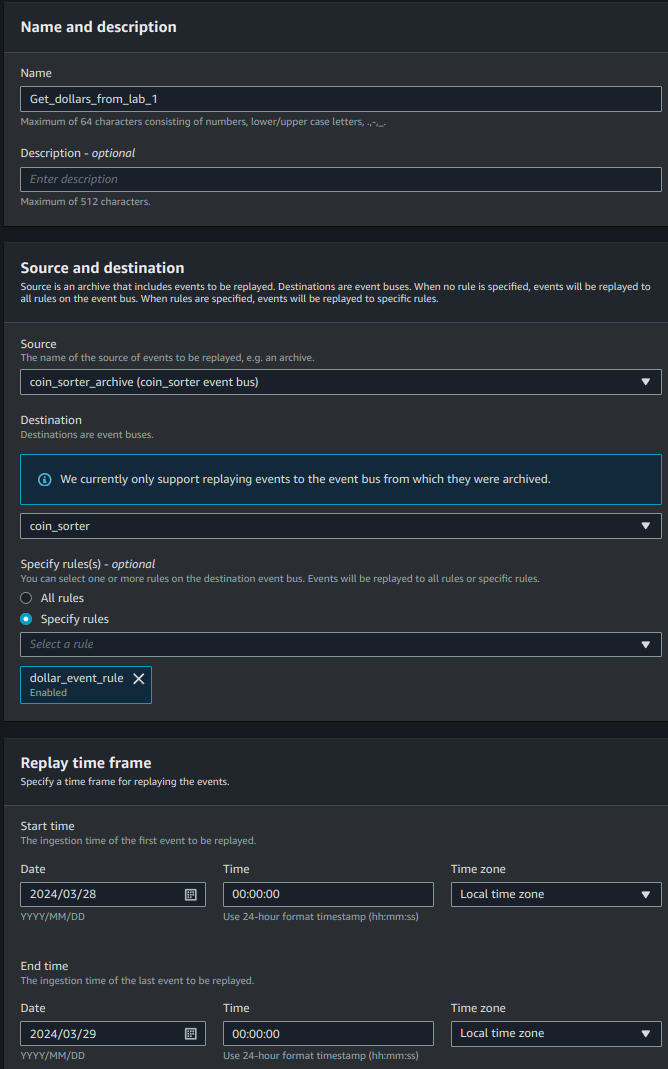 Name and description
Name
Get_dollars_from_lab_1
Maximum of 64 characters consisting of numbers, lower/upper case letters, .,-,_.
Description - optional
Enter description
Maximum of 512 characters.
Source and destination
Source is an archive that includes events to be replayed. Destinations are event buses. When no rule is specified, events will be replayed to
all rules on the event bus. When rules are specified, events will be replayed to specific rules.
Source
The name of the source of events to be replayed, e.g. an archive.
coin_sorter_archive (coin_sorter event bus)
Destination
Destinations are event buses.
We currently only support replaying events to the event bus from which they were archived.
coin_sorter
Specify rules(s) - optional
You can select one or more rules on the destination event bus. Events will be replayed to all rules or specific rules.
All rules
Specify rules
Select a rule
dollar_event_rule
Enabled
Replay time frame
Specify a time frame for replaying the events.
Start time
The ingestion time of the first event to be replayed.
Date Time Time zone
2024/03/28 00:00:00 Local time zone
YYYY/MM/DD Use 24-hour format timestamp (hh:mm:ss)
End time
The ingestion time of the last event to be replayed.
Date Time Time zone
2024/03/29 00:00:00 Local time zone
YYYY/MM/DD Use 24-hour format timestamp (hh:mm:ss)